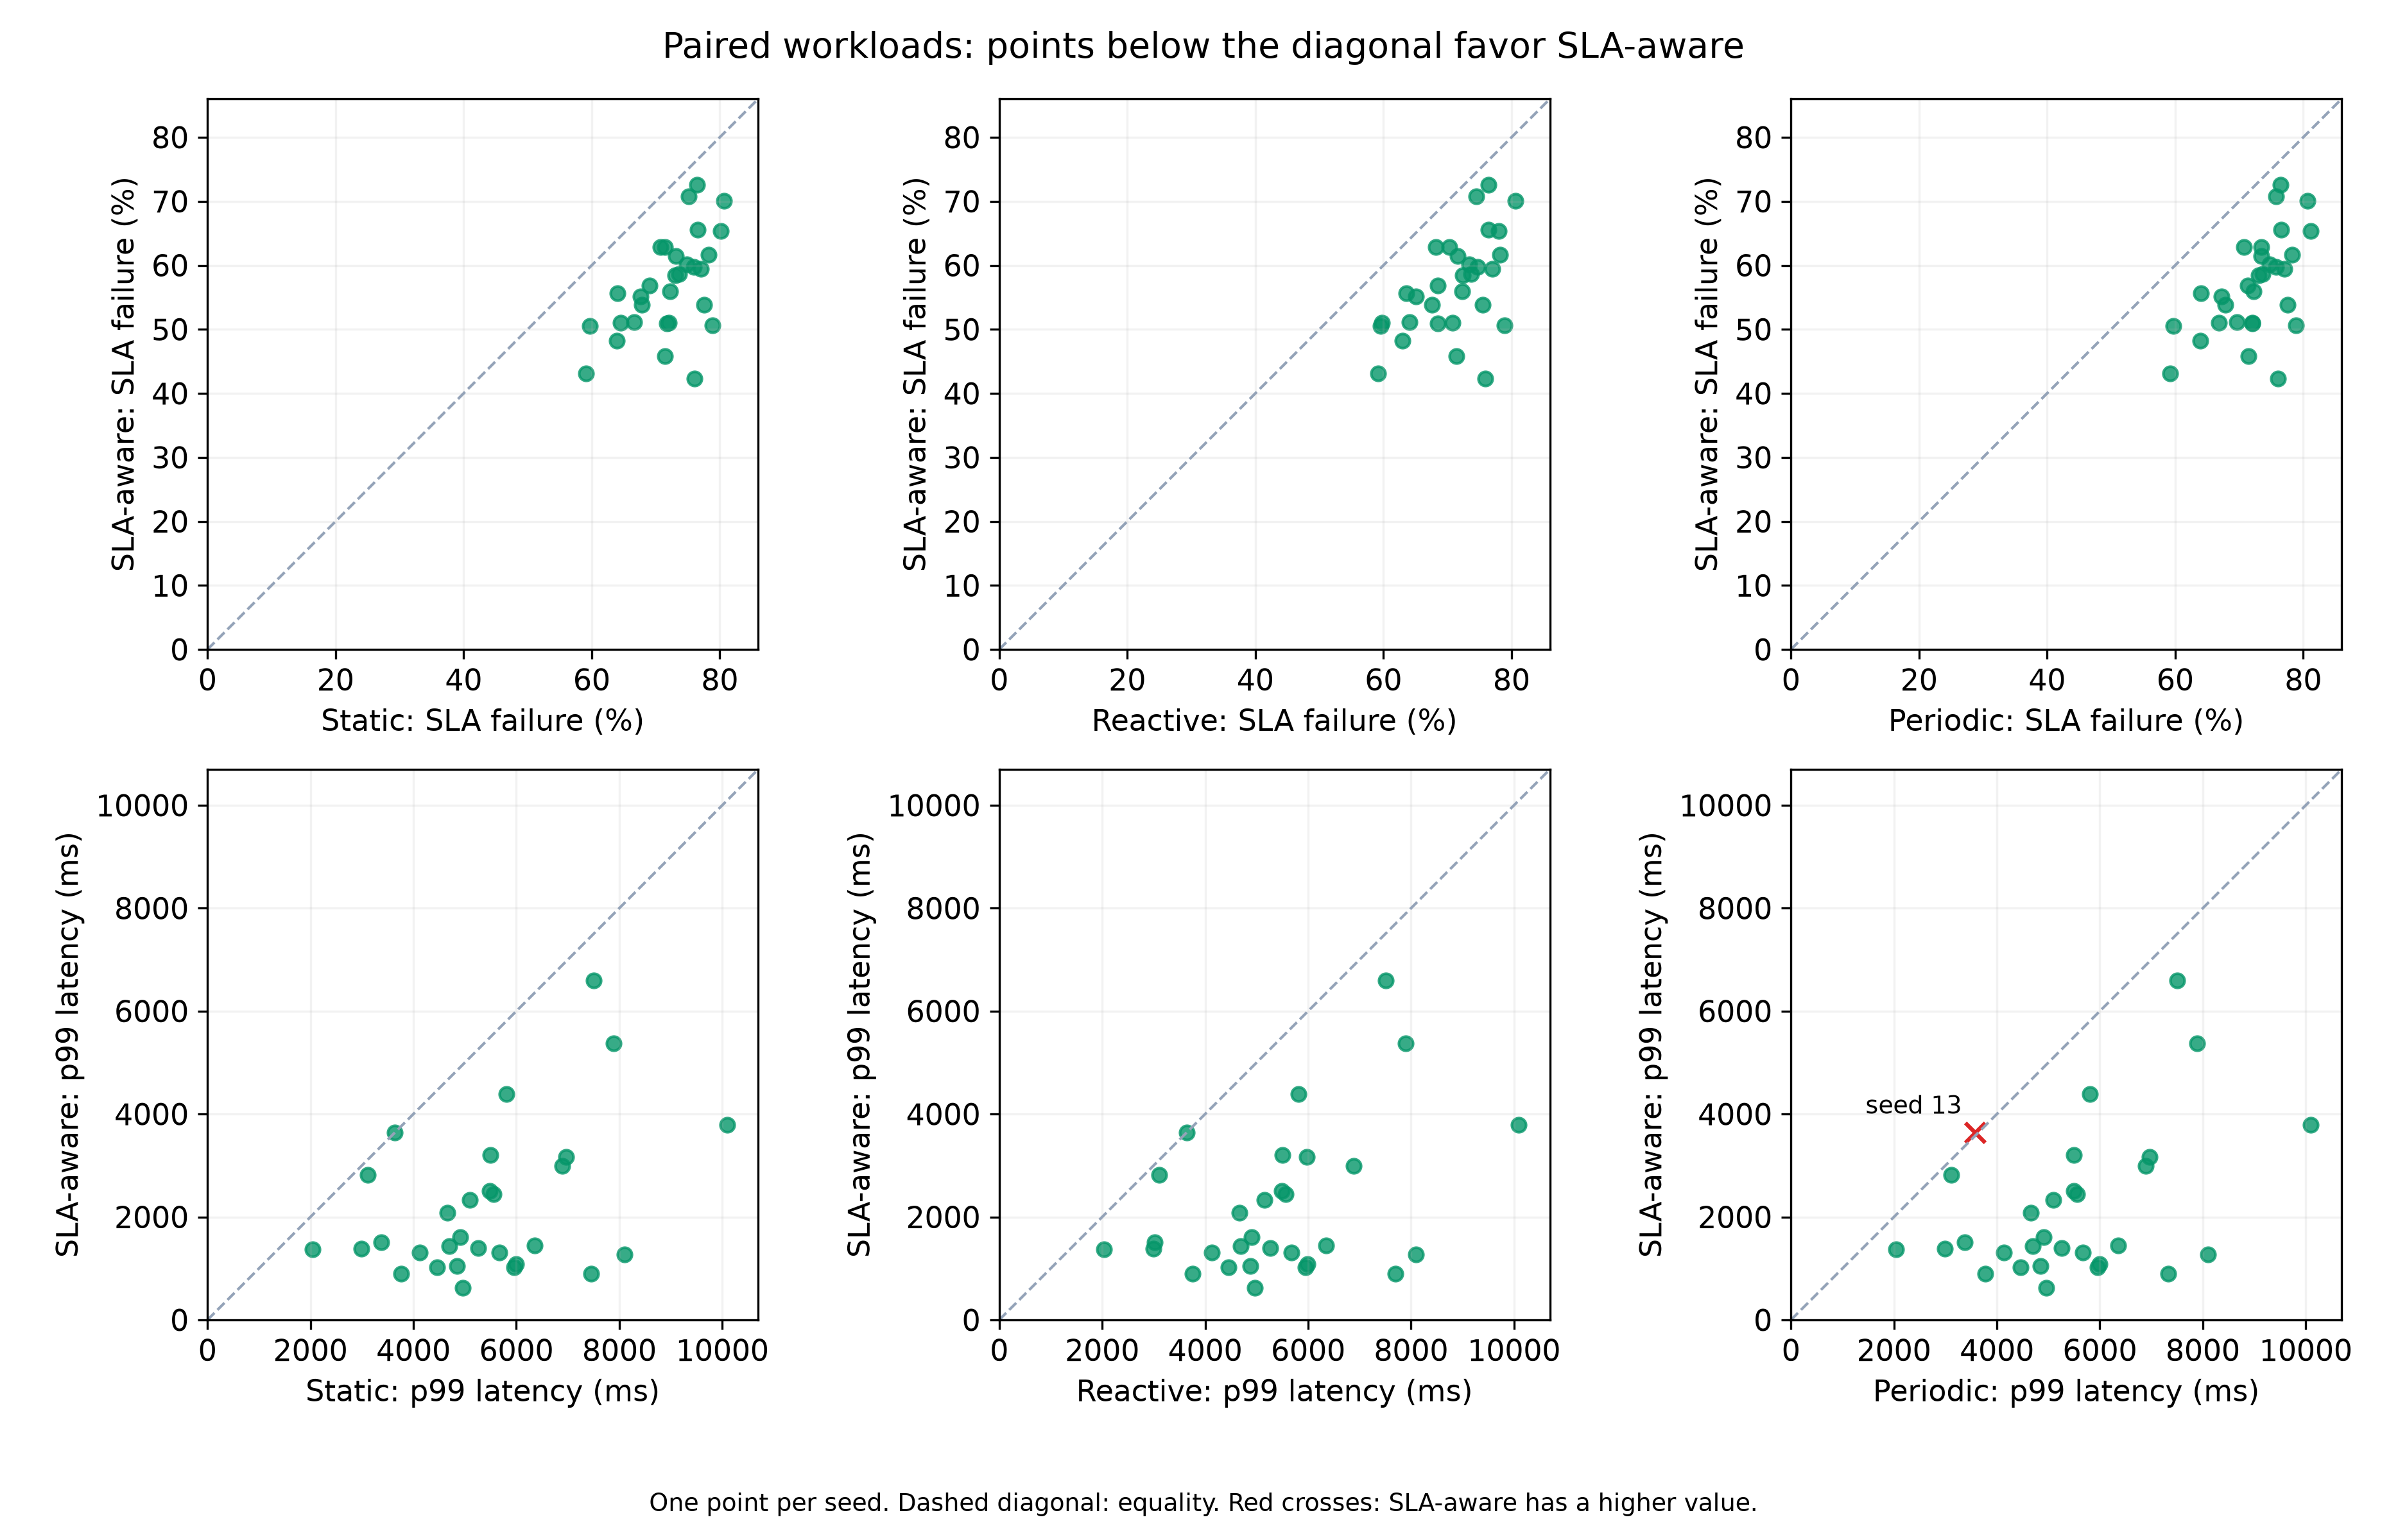 Paired workloads: points below the diagonal favor SLA-aware
SLA-aware: SLA failure (%)
80
70
60
50
40
30
20
10
0
0 20 40 60 80
Static: SLA failure (%)
SLA-aware: SLA failure (%)
80
70
60
50
40
30
20
10
0
0 20 40 60 80
Reactive: SLA failure (%)
SLA-aware: SLA failure (%)
80
70
60
50
40
30
20
10
0
0 20 40 60 80
Periodic: SLA failure (%)
SLA-aware: p99 latency (ms)
10000
8000
6000
4000
2000
0
0 2000 4000 6000 8000 10000
Static: p99 latency (ms)
SLA-aware: p99 latency (ms)
10000
8000
6000
4000
2000
0
0 2000 4000 6000 8000 10000
Reactive: p99 latency (ms)
SLA-aware: p99 latency (ms)
10000
8000
6000
4000
2000
0
seed 13
0 2000 4000 6000 8000 10000
Periodic: p99 latency (ms)
One point per seed. Dashed diagonal: equality. Red crosses: SLA-aware has a higher value.